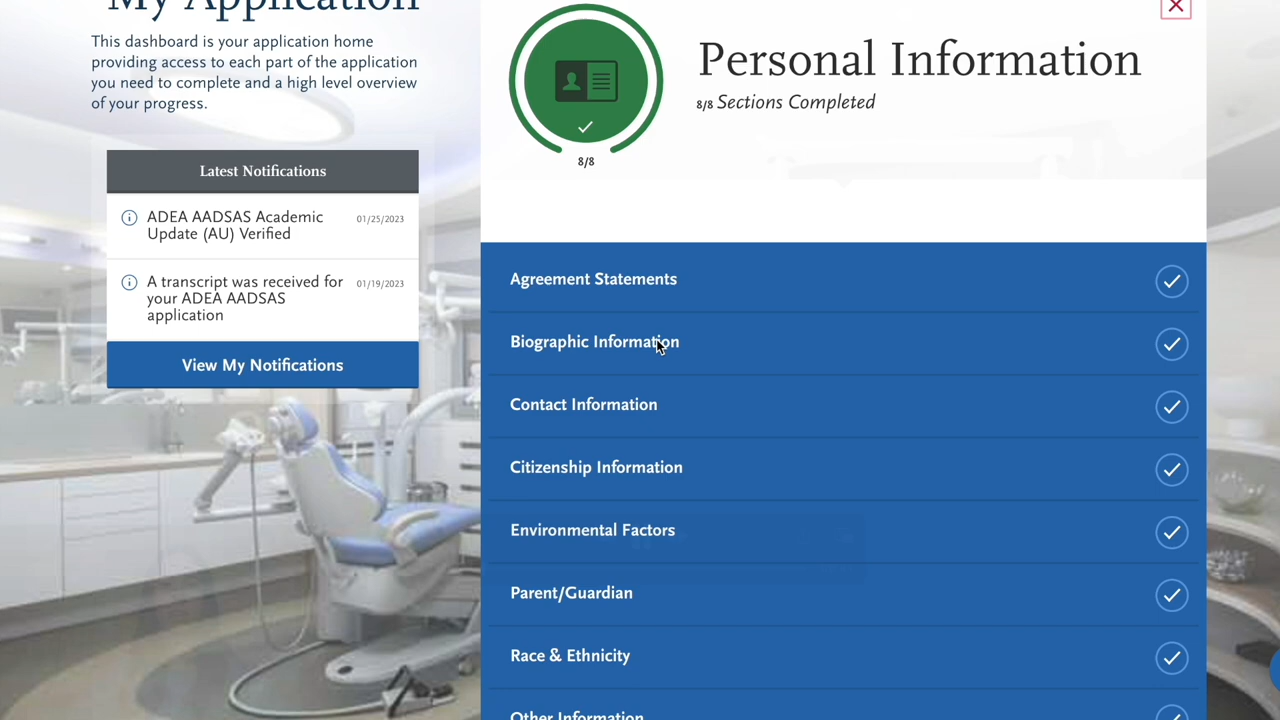 My Application
This dashboard is your application home
providing access to each part of the application
you need to complete and a high level overview
of your progress.
Latest Notifications
ADEA AADSAS Academic 01/25/2023
Update (AU) Verified
A transcript was received for 01/19/2023
your ADEA AADSAS
application
View My Notifications
8/8
Personal Information
8/8 Sections Completed
Agreement Statements
Biographic Information
Contact Information
Citizenship Information
Environmental Factors
Parent/Guardian
Race & Ethnicity
Other Information